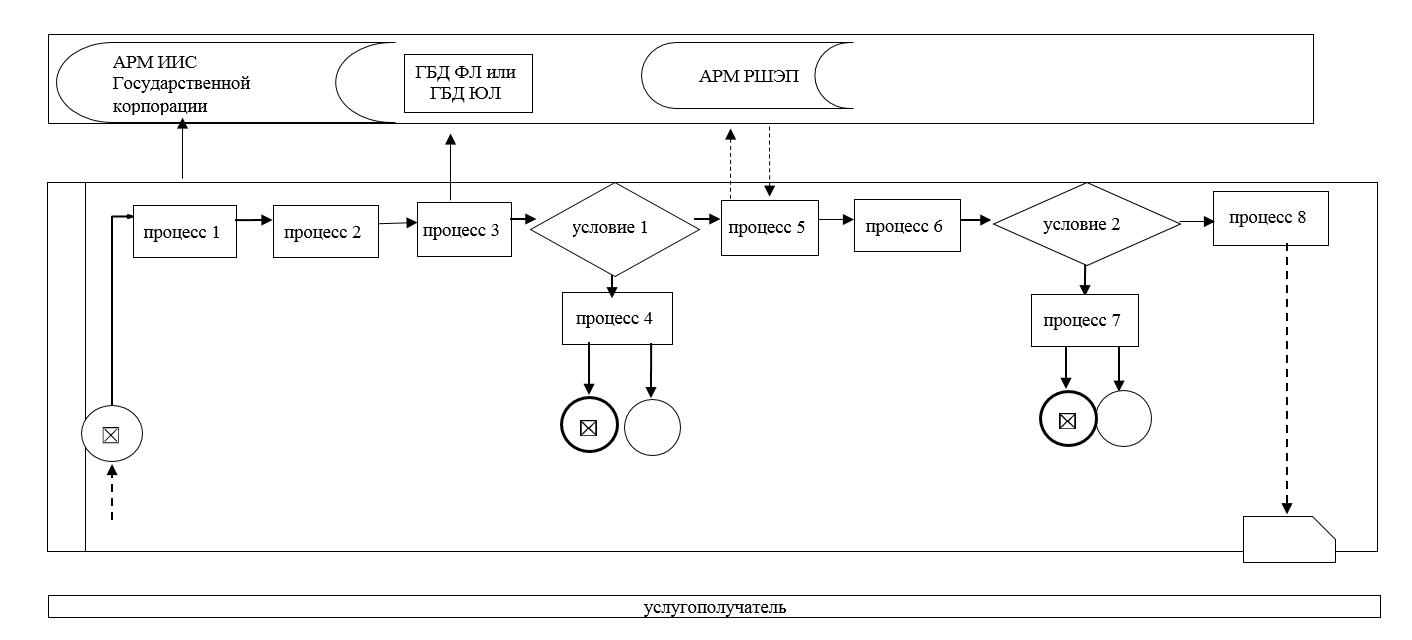 АРМ ИИС
Государственной
корпорации
ГБД ФЛ или
ГБД ЮЛ
АРМ РШЭП
процесс 1
процесс 2
процесс 3
условие 1
процесс 5
процесс 6
условие 2
процесс 8
процесс 4
процесс 7
услугополучатель